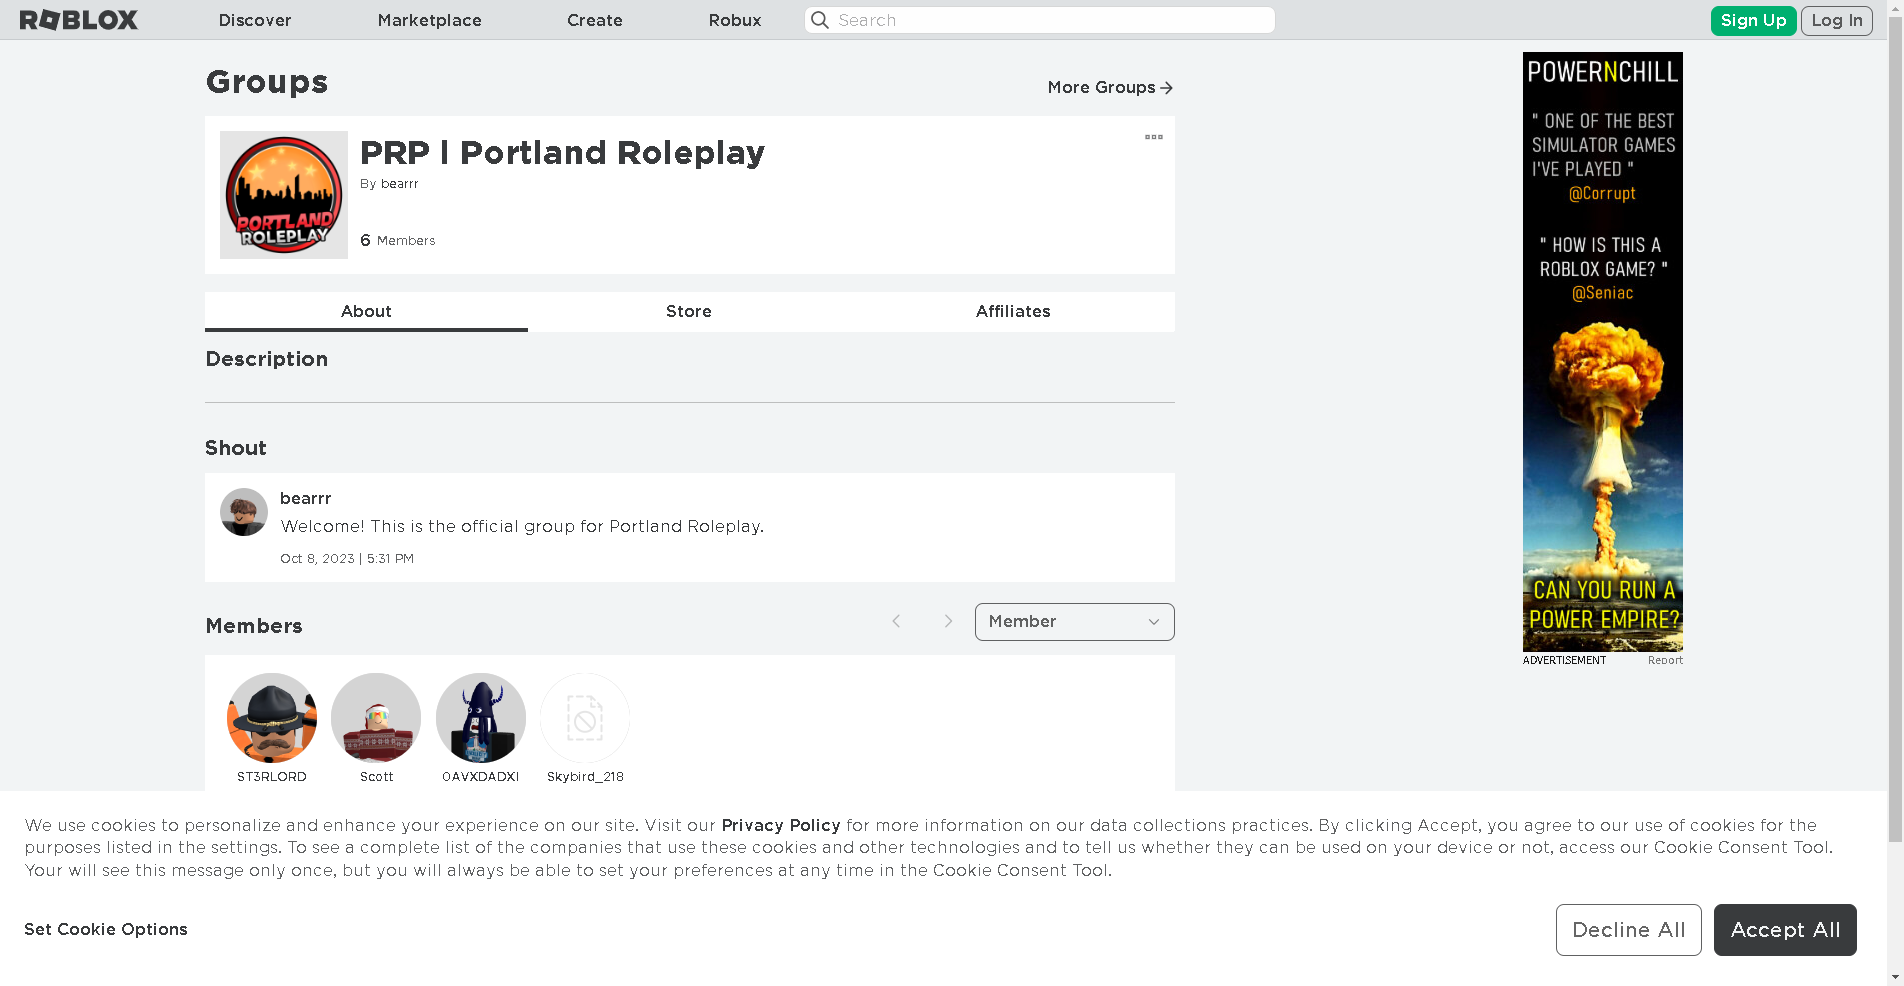 ROBLOX
Discover
Marketplace
Create
Robux
Search
Sign Up
Log In
Groups
More Groups
PORTLAND
ROLEPLAY
PRP | Portland Roleplay
By bearrr
6 Members
About
Store
Affiliates
Description
Shout
bearrr
Welcome! This is the official group for Portland Roleplay.
Oct 8, 2023 | 5:31 PM
Members
Member
ST3RLORD
Scott
0AVXDADXI
Skybird_218
POWERNCHILL
" ONE OF THE BEST
SIMULATOR GAMES
I'VE PLAYED "
@Corrupt
" HOW IS THIS A
ROBLOX GAME? "
@Seniac
CAN YOU RUN A
POWER EMPIRE?
ADVERTISEMENT
Report
We use cookies to personalize and enhance your experience on our site. Visit our Privacy Policy for more information on our data collections practices. By clicking Accept, you agree to our use of cookies for the
purposes listed in the settings. To see a complete list of the companies that use these cookies and other technologies and to tell us whether they can be used on your device or not, access our Cookie Consent Tool.
Your will see this message only once, but you will always be able to set your preferences at any time in the Cookie Consent Tool.
Set Cookie Options
Decline All
Accept All